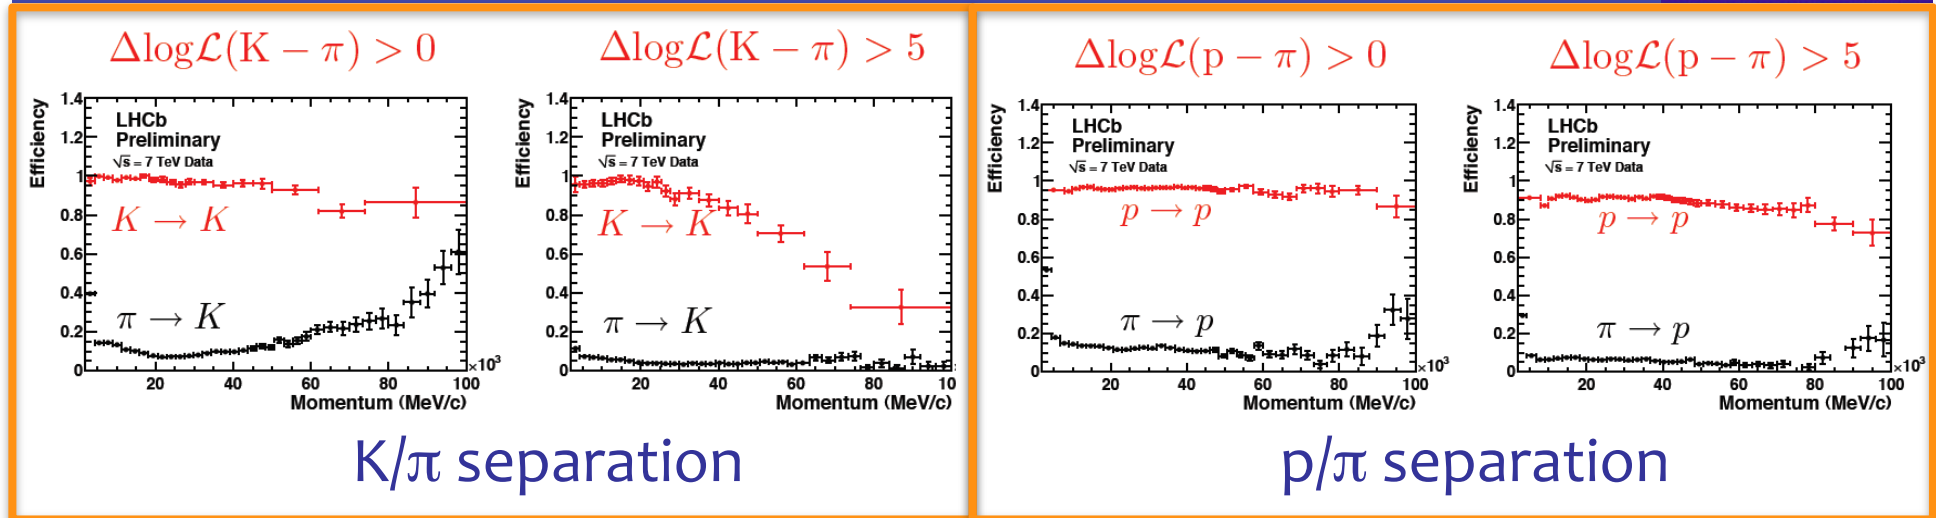 Δlogℒ(K − π) > 0
Δlogℒ(K − π) > 5
Δlogℒ(p − π) > 0
Δlogℒ(p − π) > 5
Efficiency
1.4
1.2
1
0.8
0.6
0.4
0.2
0
LHCb
Preliminary
√s = 7 TeV Data
K → K
π → K
20 40 60 80 100
×10³
Momentum (MeV/c)
Efficiency
1.4
1.2
1
0.8
0.6
0.4
0.2
0
LHCb
Preliminary
√s = 7 TeV Data
K → K
π → K
20 40 60 80 10
Momentum (MeV/c)
K/π separation
Efficiency
1.4
1.2
1
0.8
0.6
0.4
0.2
0
LHCb
Preliminary
√s = 7 TeV Data
p → p
π → p
20 40 60 80 100
×10³
Momentum (MeV/c)
Efficiency
1.4
1.2
1
0.8
0.6
0.4
0.2
0
LHCb
Preliminary
√s = 7 TeV Data
p → p
π → p
20 40 60 80 100
×10³
Momentum (MeV/c)
p/π separation